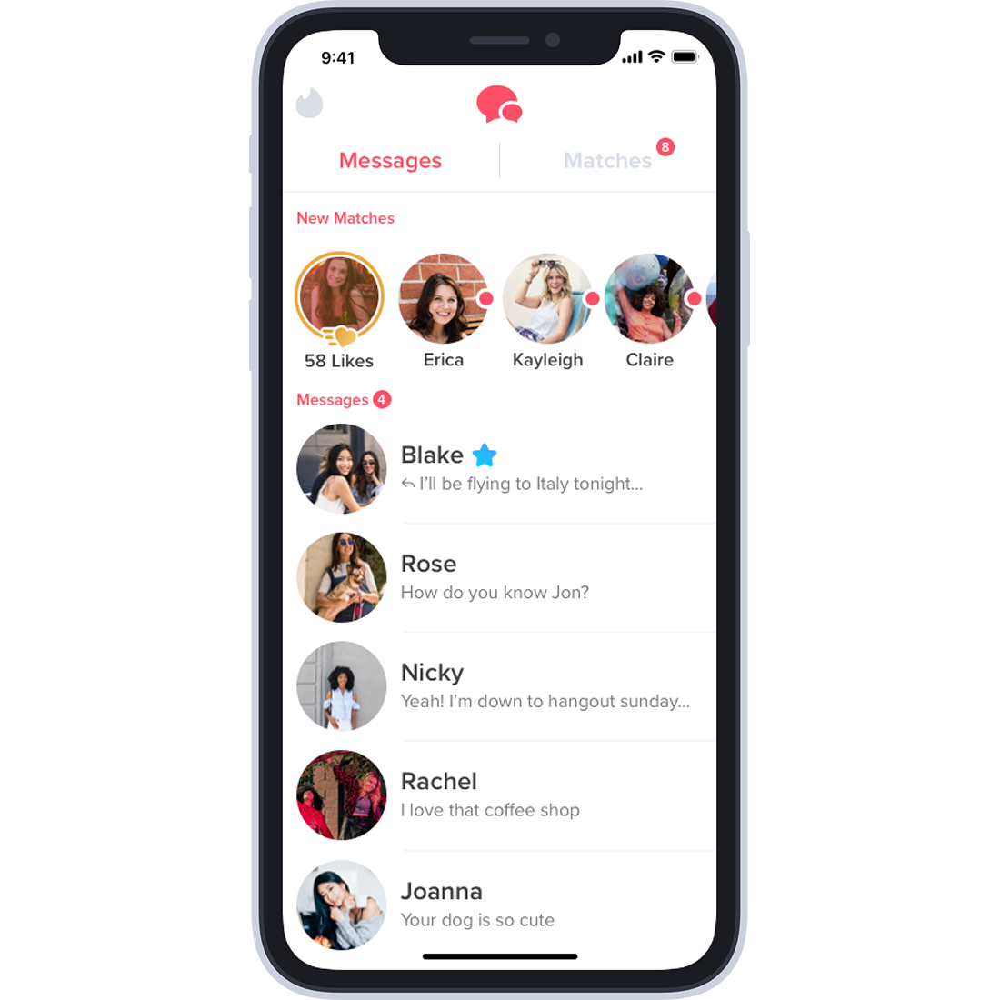 9:41
Messages
Matches
8
New Matches
58 Likes
Erica
Kayleigh
Claire
Messages 4
Blake
I'll be flying to Italy tonight...
Rose
How do you know Jon?
Nicky
Yeah! I'm down to hangout sunday...
Rachel
I love that coffee shop
Joanna
Your dog is so cute